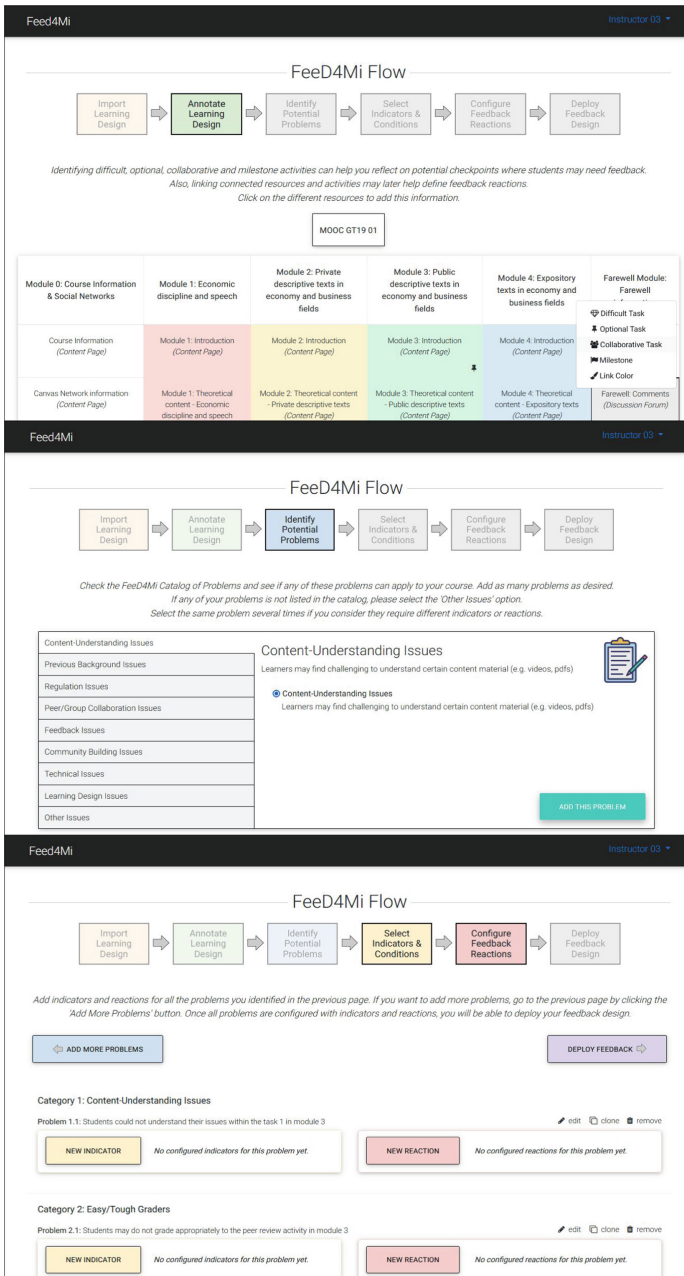 Feed4Mi
Instructor 03
FeeD4Mi Flow
Import
Learning
Design
Annotate
Learning
Design
Identify
Potential
Problems
Select
Indicators &
Conditions
Configure
Feedback
Reactions
Deploy
Feedback
Design
Identifying difficult, optional, collaborative and milestone activities can help you reflect on potential checkpoints where students may need feedback.
Also, linking connected resources and activities may later help define feedback reactions.
Click on the different resources to add this information.
MOOC GT19 01
Module 0: Course Information
& Social Networks
Module 1: Economic
discipline and speech
Module 2: Private
descriptive texts in
economy and business
fields
Module 3: Public
descriptive texts in
economy and business
fields
Module 4: Expository
texts in economy and
business fields
Farewell Module:
Farewell
Difficult Task
Optional Task
Collaborative Task
Milestone
Link Color
Course Information
(Content Page)
Module 1: Introduction
(Content Page)
Module 2: Introduction
(Content Page)
Module 3: Introduction
(Content Page)
Module 4: Introduction
(Content Page)
Canvas Network information
(Content Page)
Module 1: Theoretical
content - Economic
discipline and speech
Module 2: Theoretical content
- Private descriptive texts
(Content Page)
Module 3: Theoretical content
- Public descriptive texts
(Content Page)
Module 4: Theoretical
content - Expository texts
(Content Page)
Farewell: Comments
(Discussion Forum)
Feed4Mi
Instructor 03
FeeD4Mi Flow
Import
Learning
Design
Annotate
Learning
Design
Identify
Potential
Problems
Select
Indicators &
Conditions
Configure
Feedback
Reactions
Deploy
Feedback
Design
Check the FeeD4Mi Catalog of Problems and see if any of these problems can apply to your course. Add as many problems as desired.
If any of your problems is not listed in the catalog, please select the 'Other Issues' option.
Select the same problem several times if you consider they require different indicators or reactions.
Content-Understanding Issues
Previous Background Issues
Regulation Issues
Peer/Group Collaboration Issues
Feedback Issues
Community Building Issues
Technical Issues
Learning Design Issues
Other Issues
Content-Understanding Issues
Learners may find challenging to understand certain content material (e.g. videos, pdfs)
Content-Understanding Issues
Learners may find challenging to understand certain content material (e.g. videos, pdfs)
ADD THIS PROBLEM
Feed4Mi
Instructor 03
FeeD4Mi Flow
Import
Learning
Design
Annotate
Learning
Design
Identify
Potential
Problems
Select
Indicators &
Conditions
Configure
Feedback
Reactions
Deploy
Feedback
Design
Add indicators and reactions for all the problems you identified in the previous page. If you want to add more problems, go to the previous page by clicking the
'Add More Problems' button. Once all problems are configured with indicators and reactions, you will be able to deploy your feedback design.
ADD MORE PROBLEMS
DEPLOY FEEDBACK
Category 1: Content-Understanding Issues
Problem 1.1: Students could not understand their issues within the task 1 in module 3
edit clone remove
NEW INDICATOR
No configured indicators for this problem yet.
NEW REACTION
No configured reactions for this problem yet.
Category 2: Easy/Tough Graders
Problem 2.1: Students may do not grade appropriately to the peer review activity in module 3
edit clone remove
NEW INDICATOR
No configured indicators for this problem yet.
NEW REACTION
No configured reactions for this problem yet.